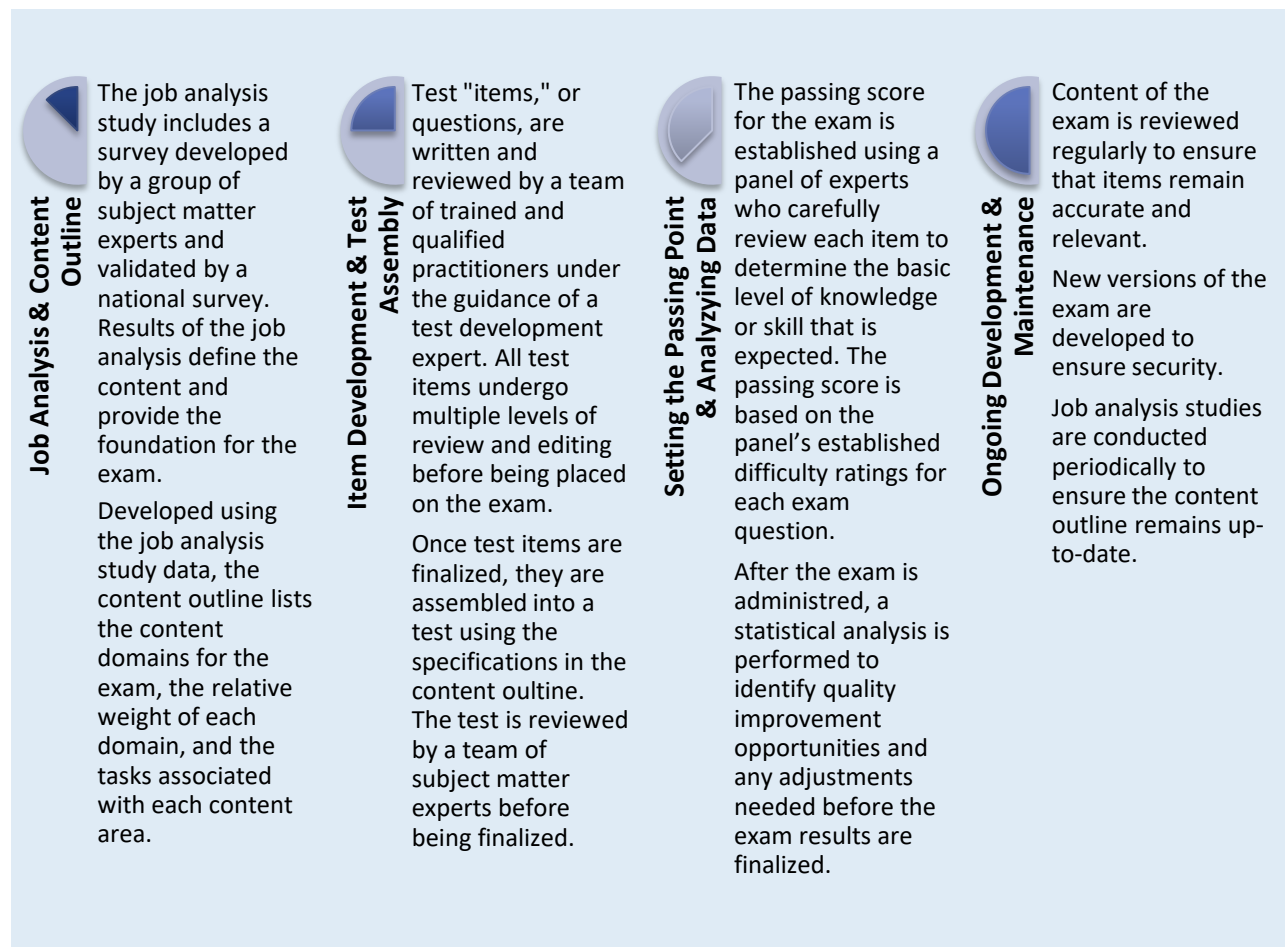 Job Analysis & Content
Outline
The job analysis
study includes a
survey developed
by a group of
subject matter
experts and
validated by a
national survey.
Results of the job
analysis define the
content and
provide the
foundation for the
exam.
Developed using
the job analysis
study data, the
content outline lists
the content
domains for the
exam, the relative
weight of each
domain, and the
tasks associated
with each content
area.
Item Development & Test
Assembly
Test "items," or
questions, are
written and
reviewed by a team
of trained and
qualified
practitioners under
the guidance of a
test development
expert. All test
items undergo
multiple levels of
review and editing
before being placed
on the exam.
Once test items are
finalized, they are
assembled into a
test using the
specifications in the
content oultine.
The test is reviewed
by a team of
subject matter
experts before
being finalized.
Setting the Passing Point
& Analyzying Data
The passing score
for the exam is
established using a
panel of experts
who carefully
review each item to
determine the basic
level of knowledge
or skill that is
expected. The
passing score is
based on the
panel’s established
difficulty ratings for
each exam
question.
After the exam is
administred, a
statistical analysis is
performed to
identify quality
improvement
opportunities and
any adjustments
needed before the
exam results are
finalized.
Ongoing Development &
Maintenance
Content of the
exam is reviewed
regularly to ensure
that items remain
accurate and
relevant.
New versions of the
exam are
developed to
ensure security.
Job analysis studies
are conducted
periodically to
ensure the content
outline remains up-
to-date.